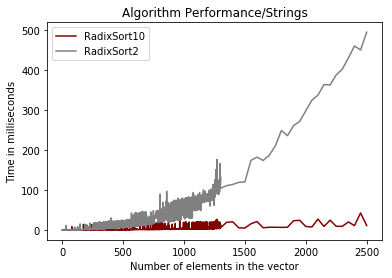 Algorithm Performance/Strings
RadixSort10
RadixSort2
500
400
300
200
100
0
Time in milliseconds
0 500 1000 1500 2000 2500
Number of elements in the vector